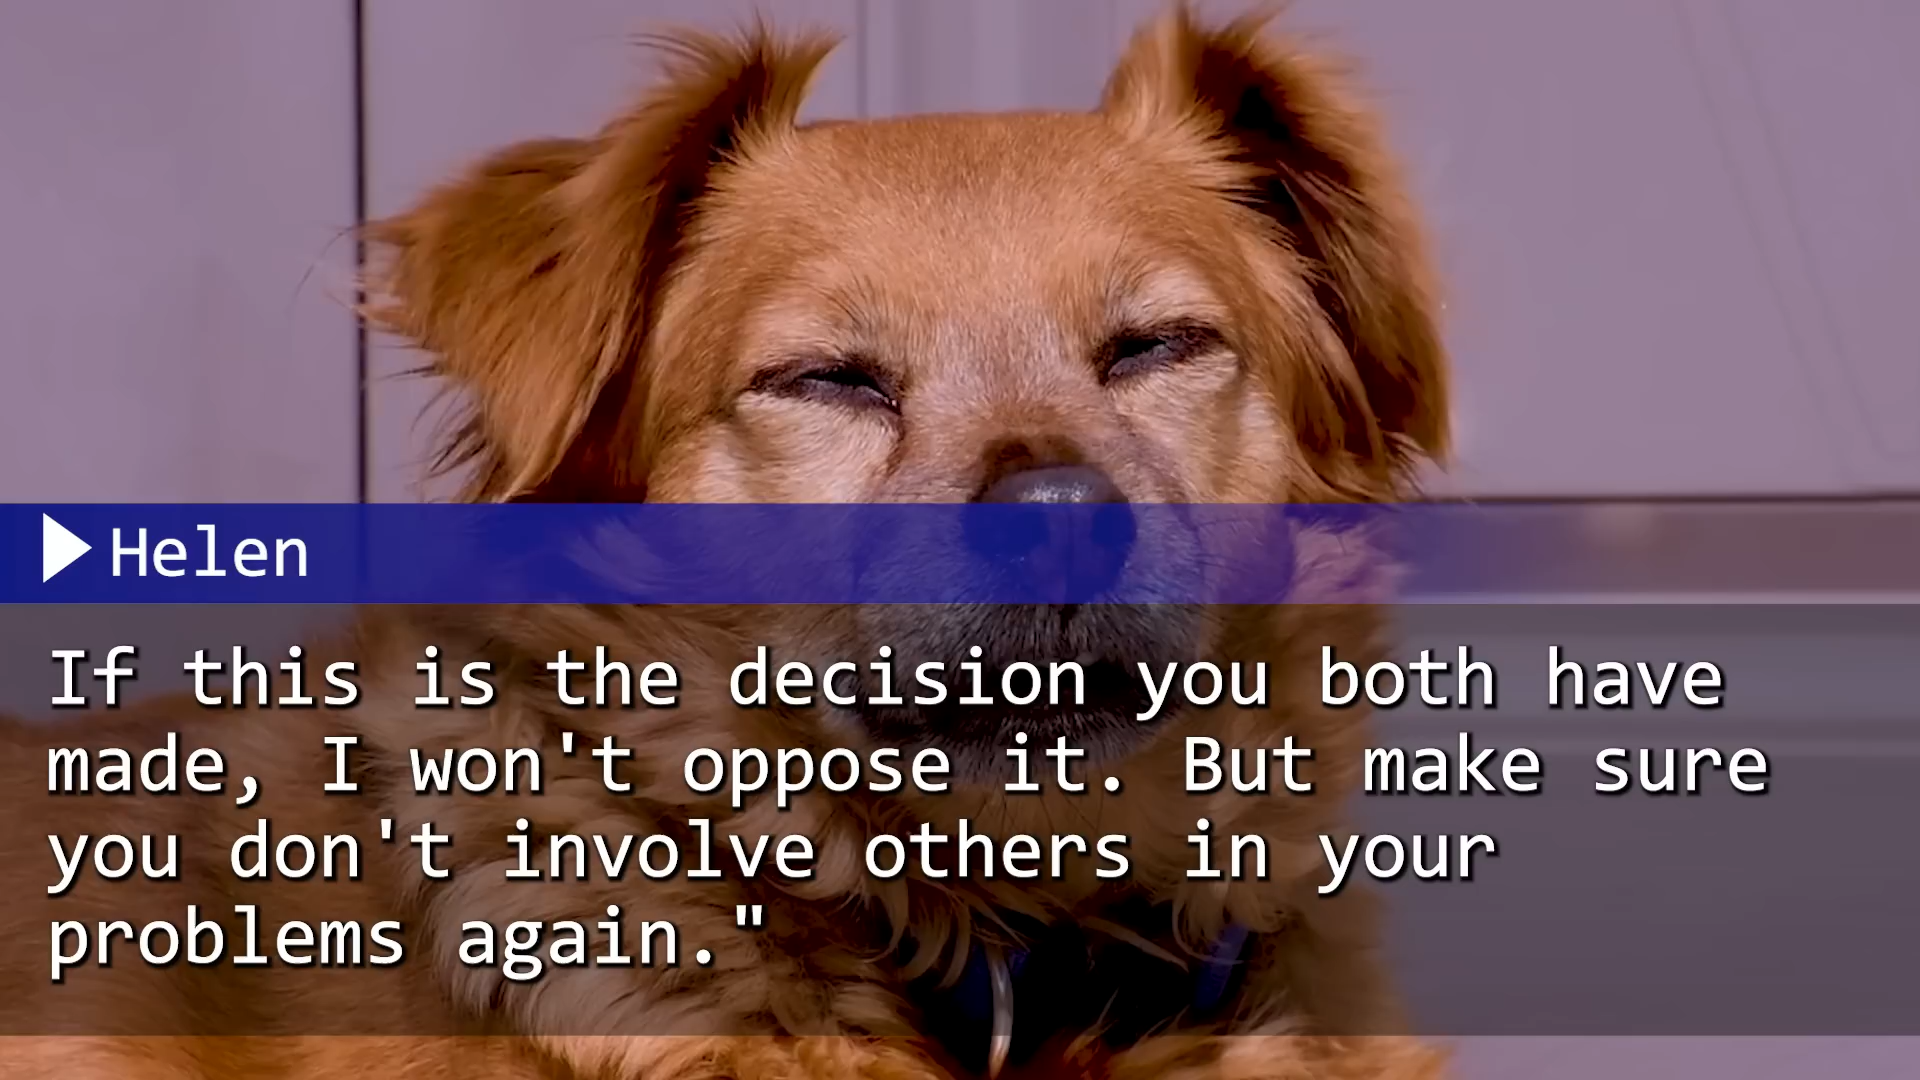 Helen
If this is the decision you both have
made, I won't oppose it. But make sure
you don't involve others in your
problems again."